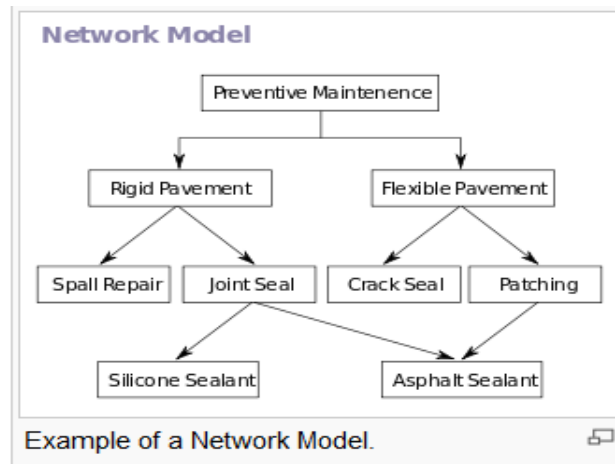 Network Model
Preventive Maintenence
Rigid Pavement
Flexible Pavement
Spall Repair
Joint Seal
Crack Seal
Patching
Silicone Sealant
Asphalt Sealant
Example of a Network Model.